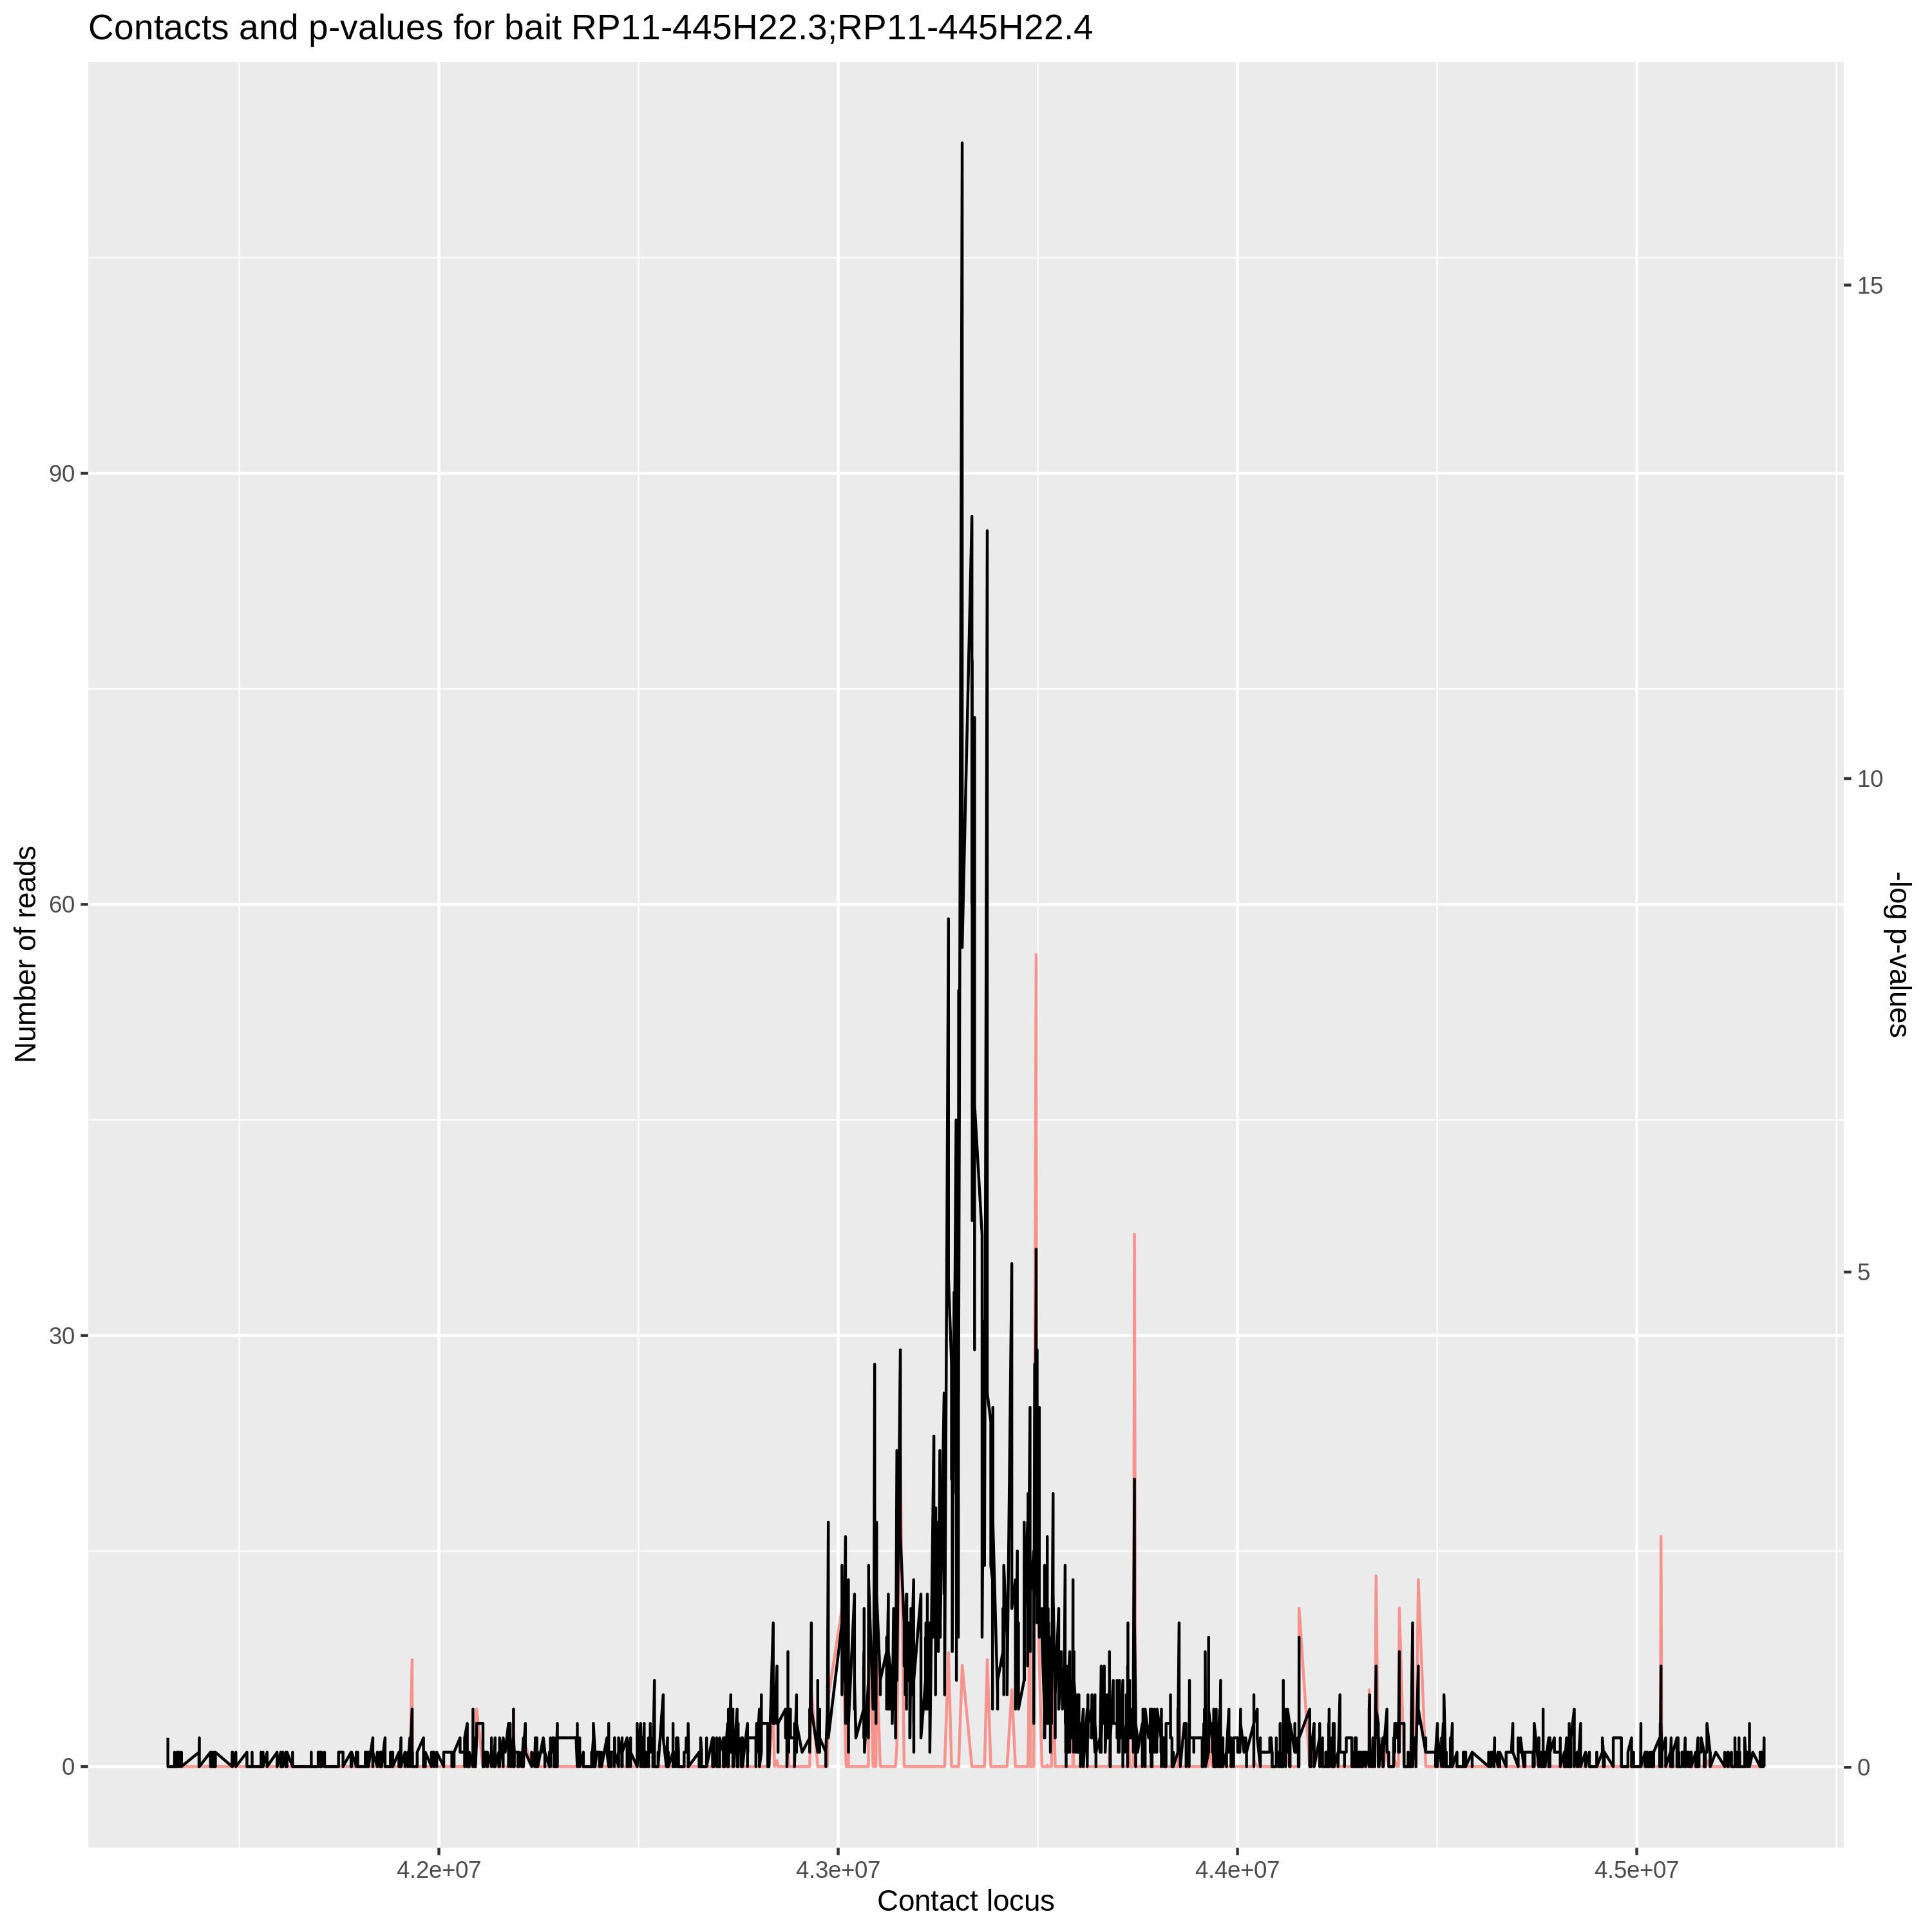 Contacts and p-values for bait RP11-445H22.3;RP11-445H22.4
Number of reads
90
60
30
0
15
10
5
0
-log p-values
4.2e+07 4.3e+07 4.4e+07 4.5e+07
Contact locus